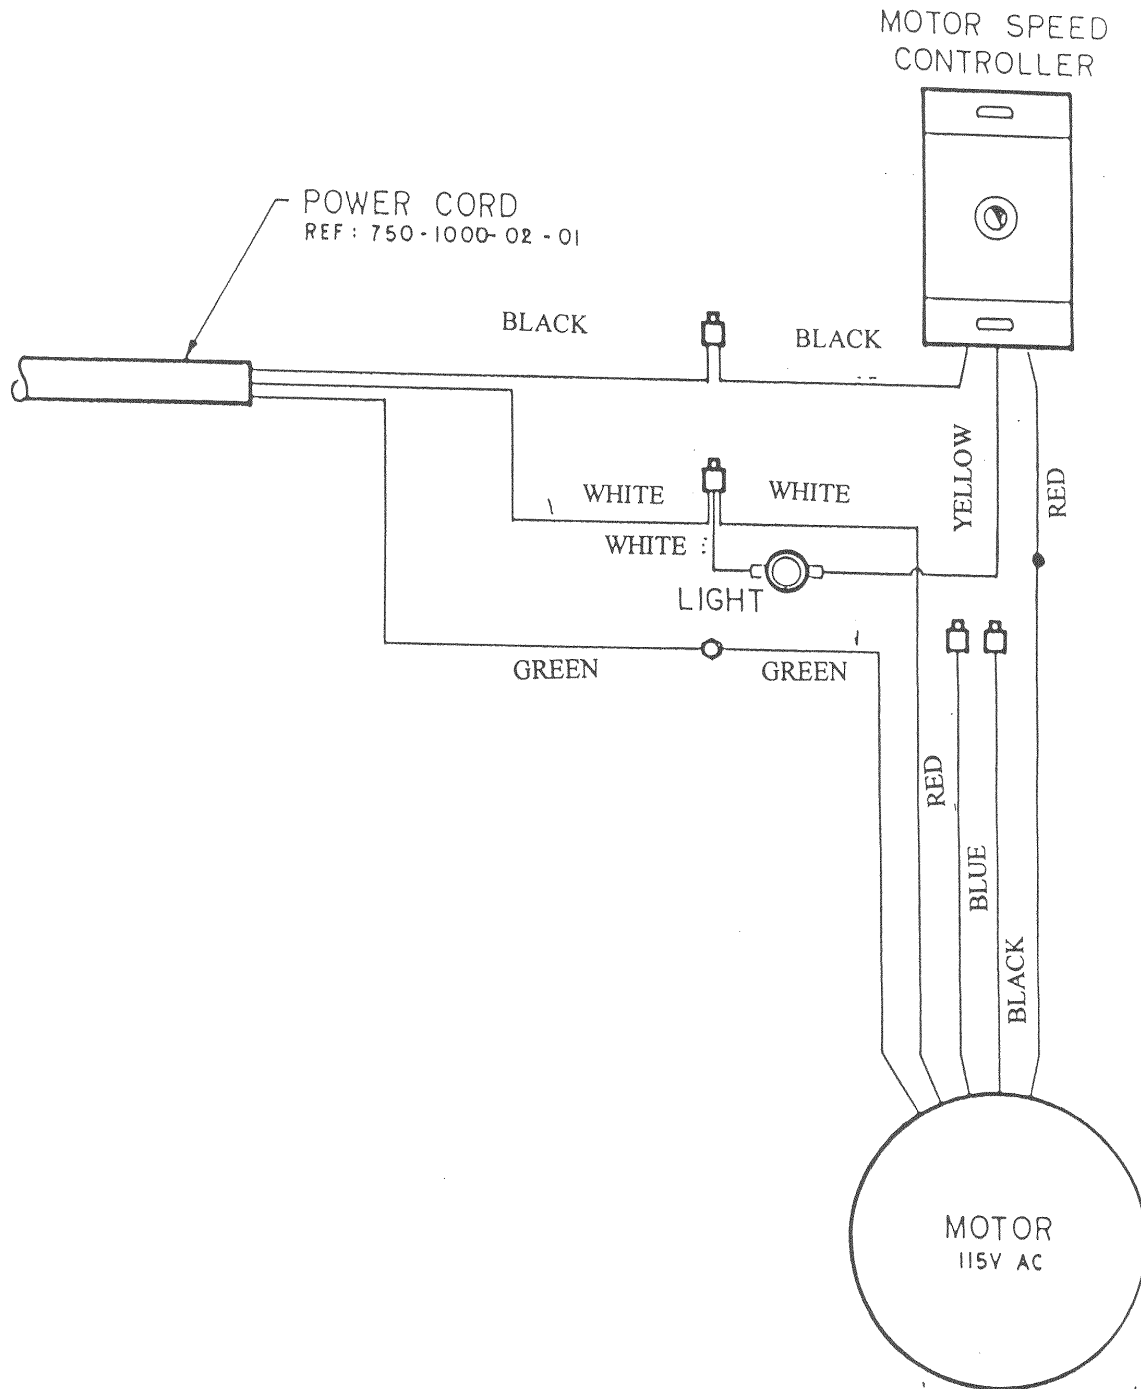 MOTOR SPEED
CONTROLLER
POWER CORD
REF: 750-1000-02-01
BLACK
BLACK
YELLOW
RED
WHITE
WHITE
WHITE
LIGHT
GREEN
GREEN
RED
BLUE
BLACK
MOTOR
115V AC